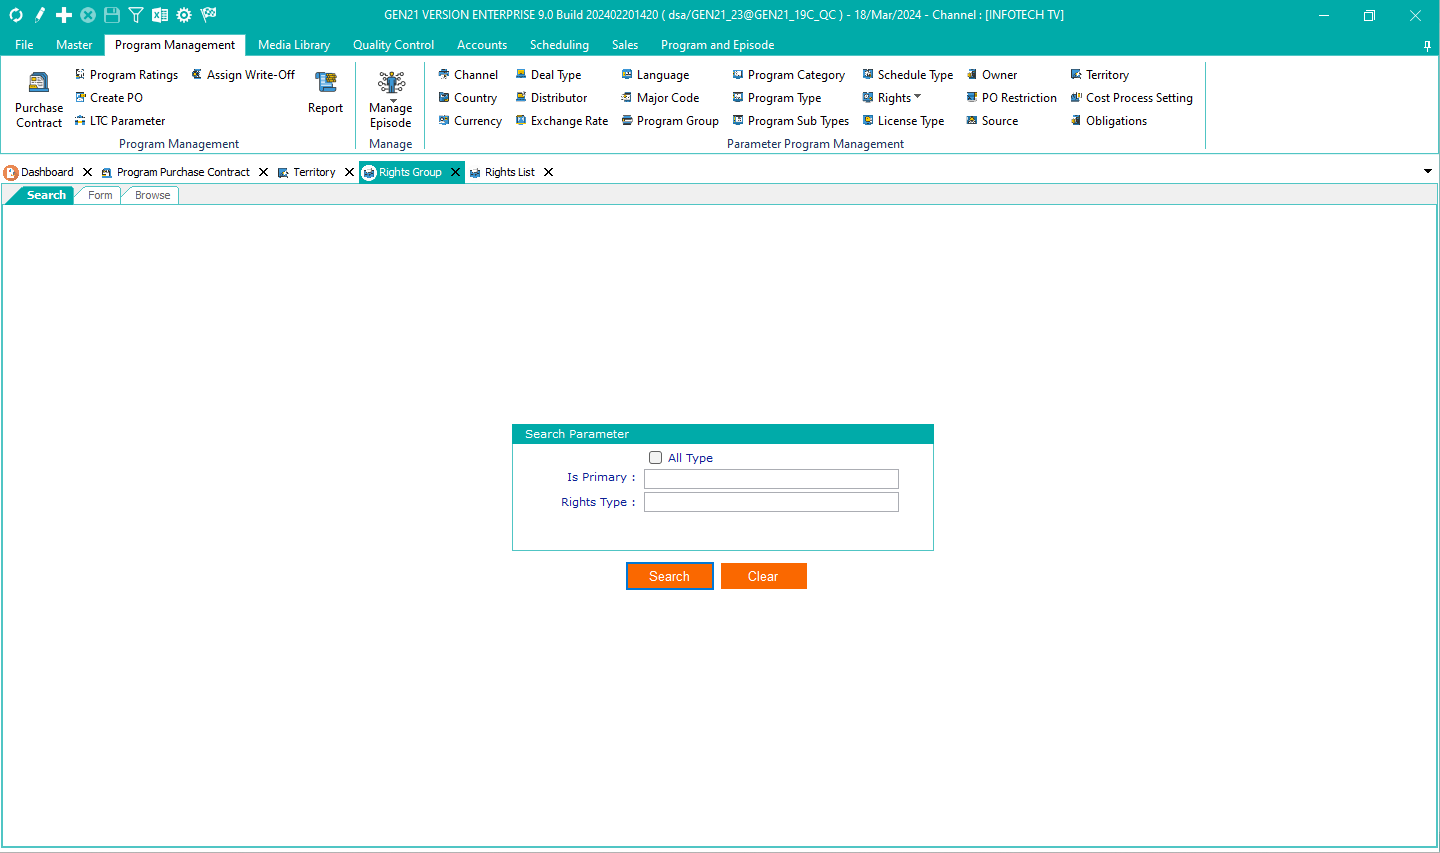 GEN21 VERSION ENTERPRISE 9.0 Build 202402201420 ( dsa/GEN21_23@GEN21_19C_QC ) - 18/Mar/2024 - Channel : [INFOTECH TV]
File Master Program Management Media Library Quality Control Accounts Scheduling Sales Program and Episode
Purchase Contract
Program Ratings Assign Write-Off
Create PO
LTC Parameter
Report
Program Management
Manage Episode
Manage
Channel Deal Type Language Program Category Schedule Type Owner Territory
Country Distributor Major Code Program Type Rights PO Restriction Cost Process Setting
Currency Exchange Rate Program Group Program Sub Types License Type Source Obligations
Parameter Program Management
Dashboard Program Purchase Contract Territory Rights Group Rights List
Search Form Browse
Search Parameter
All Type
Is Primary :
Rights Type :
Search Clear